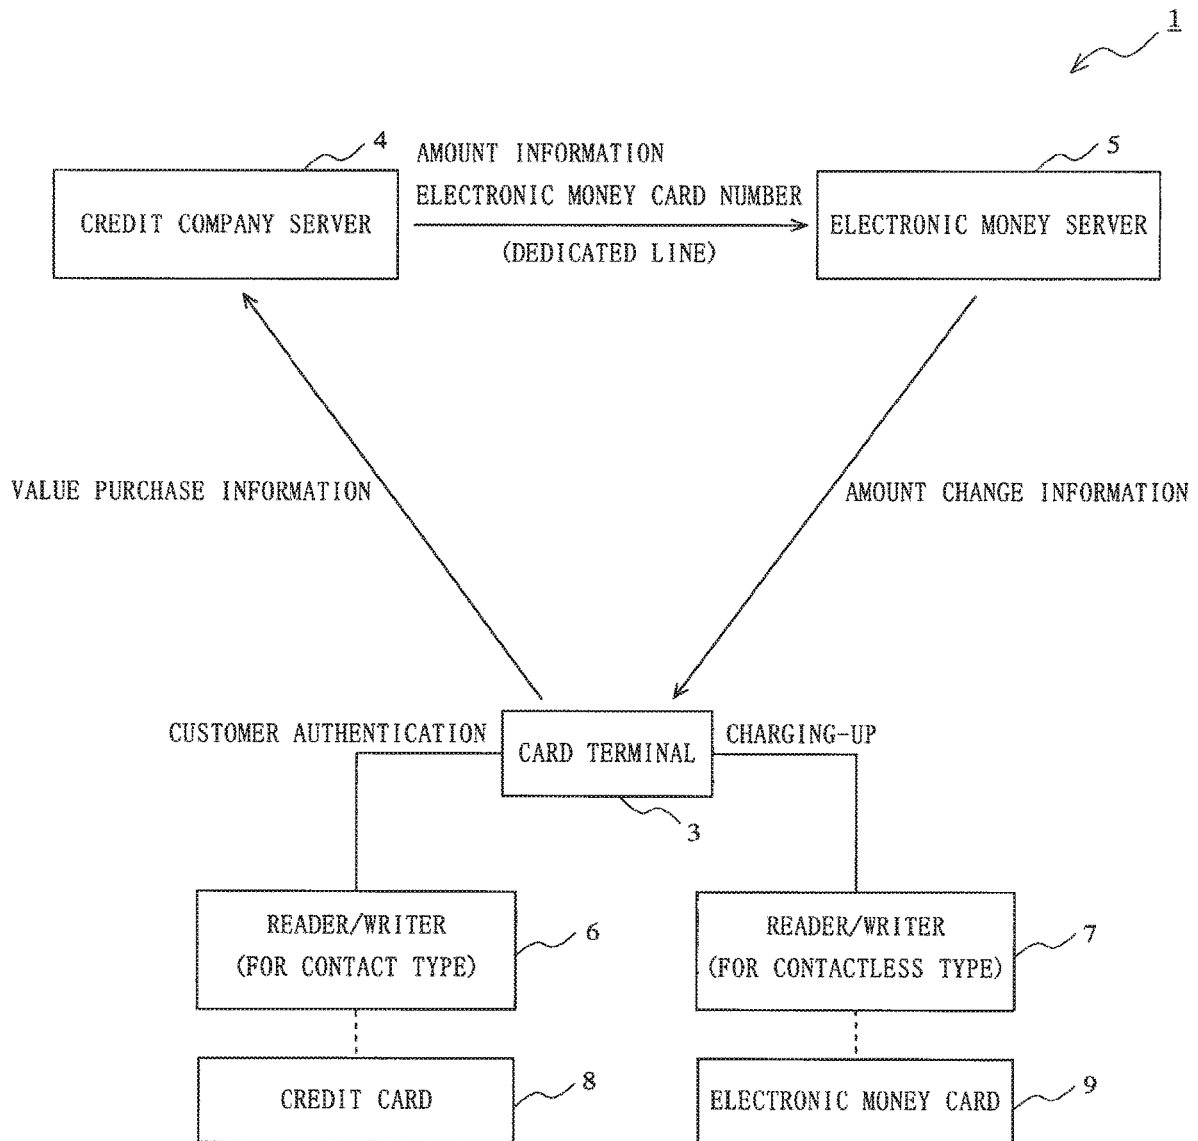 1
4
AMOUNT INFORMATION
5
ELECTRONIC MONEY CARD NUMBER
CREDIT COMPANY SERVER
ELECTRONIC MONEY SERVER
(DEDICATED LINE)
VALUE PURCHASE INFORMATION
AMOUNT CHANGE INFORMATION
CUSTOMER AUTHENTICATION
CHARGING-UP
CARD TERMINAL
3
READER/WRITER
(FOR CONTACT TYPE)
6
READER/WRITER
(FOR CONTACTLESS TYPE)
7
CREDIT CARD
8
ELECTRONIC MONEY CARD
9